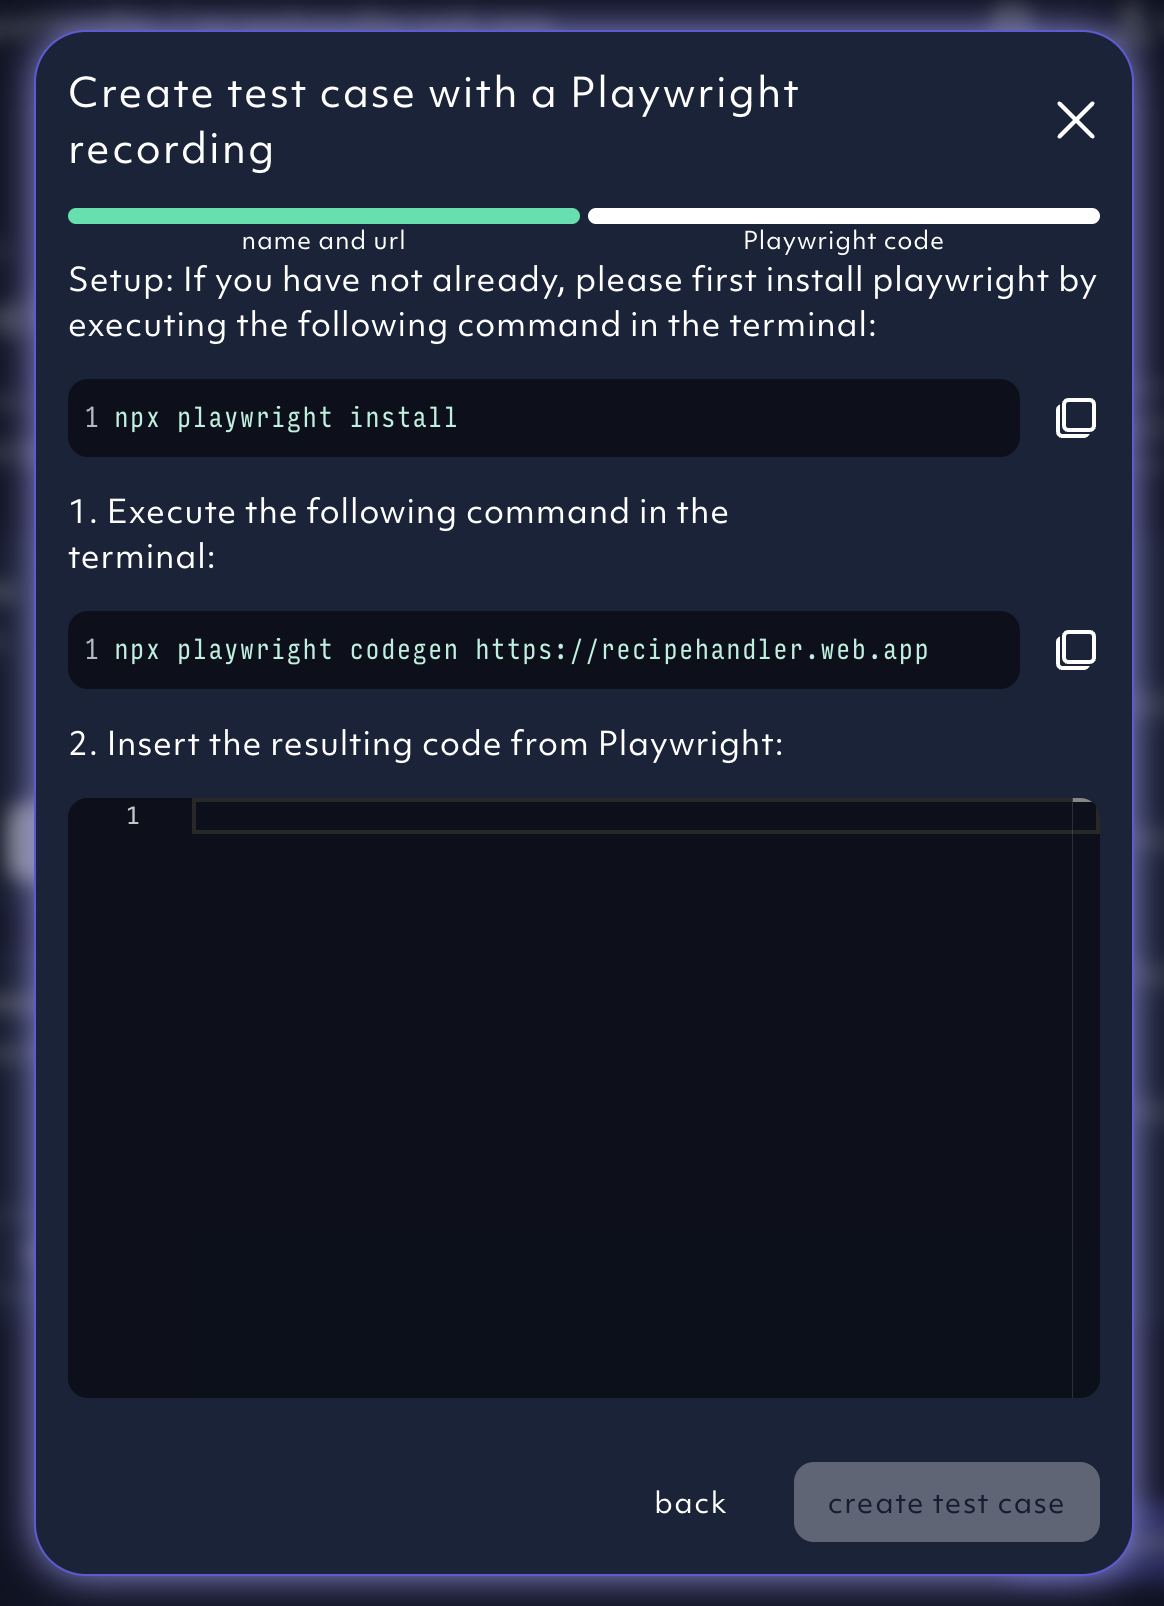 Create test case with a Playwright
recording
name and url
Playwright code
Setup: If you have not already, please first install playwright by
executing the following command in the terminal:
1 npx playwright install
1. Execute the following command in the
terminal:
1 npx playwright codegen https://recipehandler.web.app
2. Insert the resulting code from Playwright:
1
back
create test case